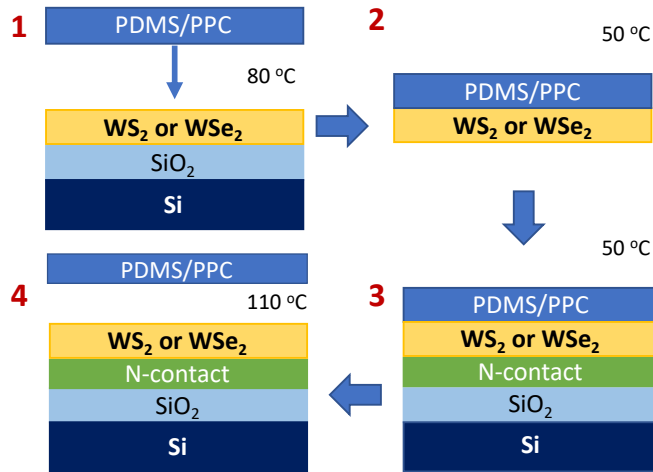 1
PDMS/PPC
80 °C
WS₂ or WSe₂
SiO₂
Si
2
50 °C
PDMS/PPC
WS₂ or WSe₂
50 °C
3
PDMS/PPC
WS₂ or WSe₂
N-contact
SiO₂
Si
4
PDMS/PPC
110 °C
WS₂ or WSe₂
N-contact
SiO₂
Si